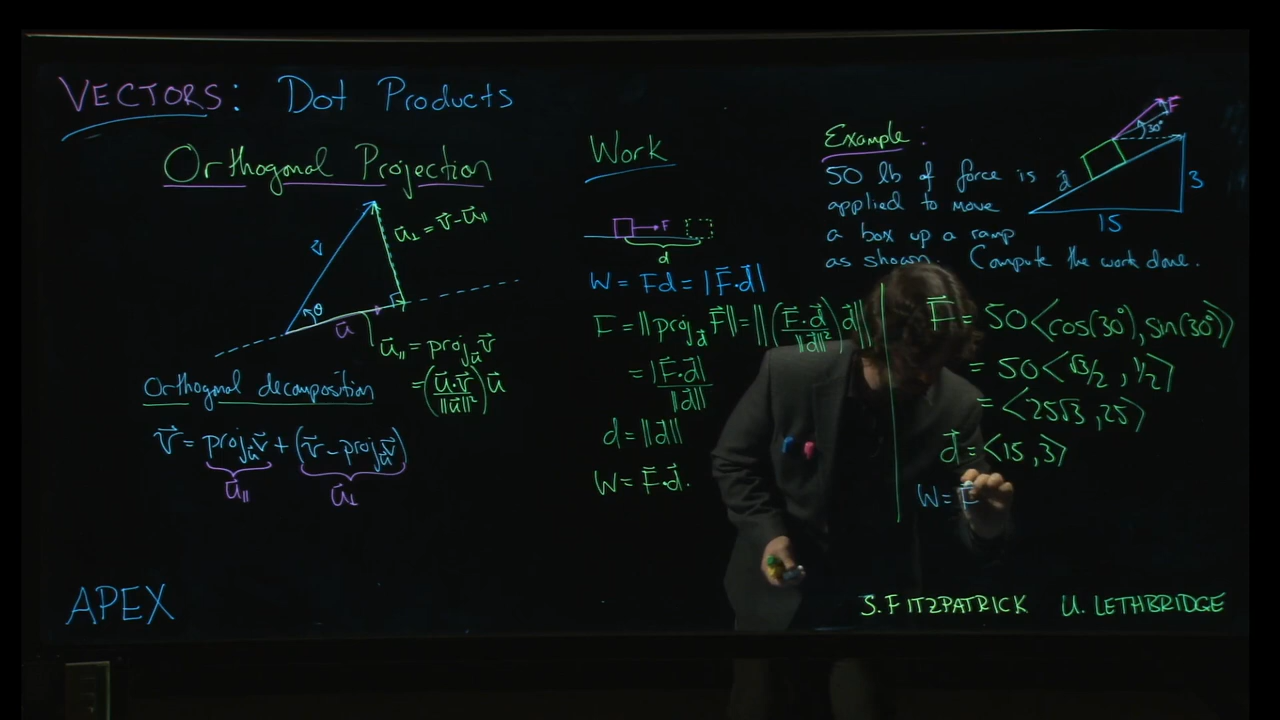 VECTORS: Dot Products
Orthogonal Projection
v⃗
u⃗⊥ = v⃗ - u⃗∥
θ
u⃗
u⃗∥ = proj_u⃗ v⃗
= (u⃗·v⃗ / ‖u⃗‖²) u⃗
Orthogonal decomposition
v⃗ = proj_u⃗ v⃗ + (v⃗ - proj_u⃗ v⃗)
u⃗∥ u⃗⊥
APEX
Work
F
d
W = Fd = |F⃗·d⃗|
F = ‖proj_d⃗ F⃗‖ = ‖(F⃗·d⃗ / ‖d⃗‖²) d⃗‖
= |F⃗·d⃗| / ‖d⃗‖
d = ‖d⃗‖
W = F⃗·d⃗.
Example:
50 lb of force is
applied to move
a box up a ramp
as shown. Compute the work done.
F
30°
d⃗
3
15
F⃗ = 50⟨cos(30°), sin(30°)⟩
= 50⟨√3/2, 1/2⟩
= ⟨25√3, 25⟩
d⃗ = ⟨15, 3⟩
W = F
S. FITZPATRICK U. LETHBRIDGE